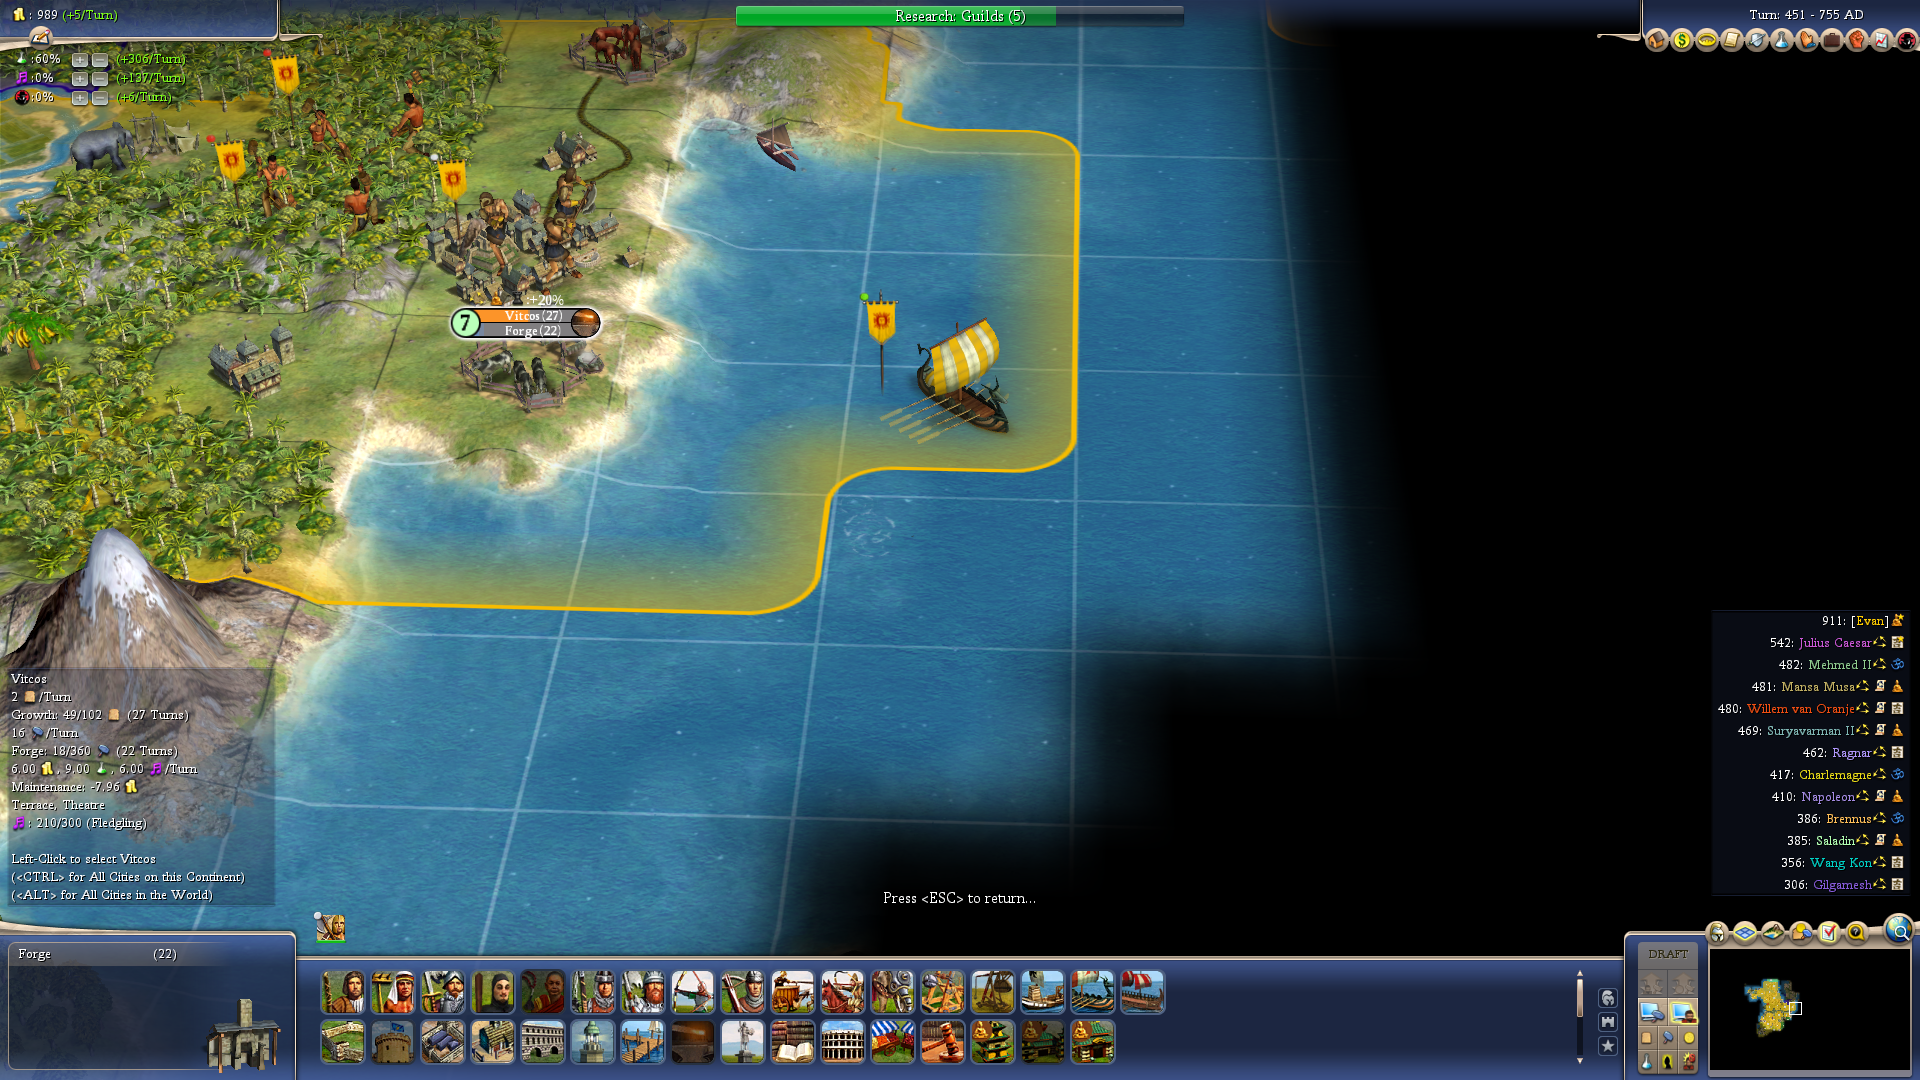 : 989 (+5/Turn)
Research: Guilds (5)
Turn: 451 - 755 AD
:60% (+306/Turn)
:0% (+137/Turn)
:0% (+6/Turn)
:+20%
7 Vitcos (27)
Forge (22)
911: [Evan]
542: Julius Caesar
482: Mehmed II
481: Mansa Musa
480: Willem van Oranje
469: Suryavarman II
462: Ragnar
417: Charlemagne
410: Napoleon
386: Brennus
385: Saladin
356: Wang Kon
306: Gilgamesh
Vitcos
2 /Turn
Growth: 49/102 (27 Turns)
16 /Turn
Forge: 18/360 (22 Turns)
6.00 , 9.00 , 6.00 /Turn
Maintenance: -7.96
Terrace, Theatre
: 210/300 (Fledgling)
Left-Click to select Vitcos
(<CTRL> for All Cities on this Continent)
(<ALT> for All Cities in the World)
Press <ESC> to return...
Forge (22)
DRAFT